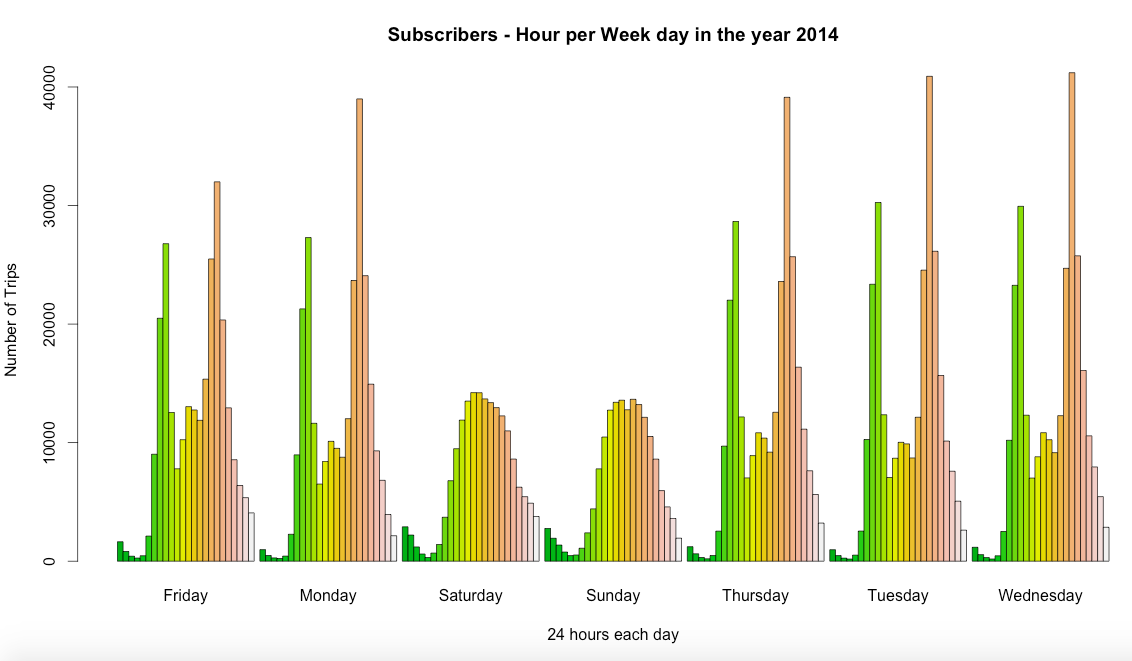 Subscribers - Hour per Week day in the year 2014
Number of Trips
40000
30000
20000
10000
0
Friday Monday Saturday Sunday Thursday Tuesday Wednesday
24 hours each day